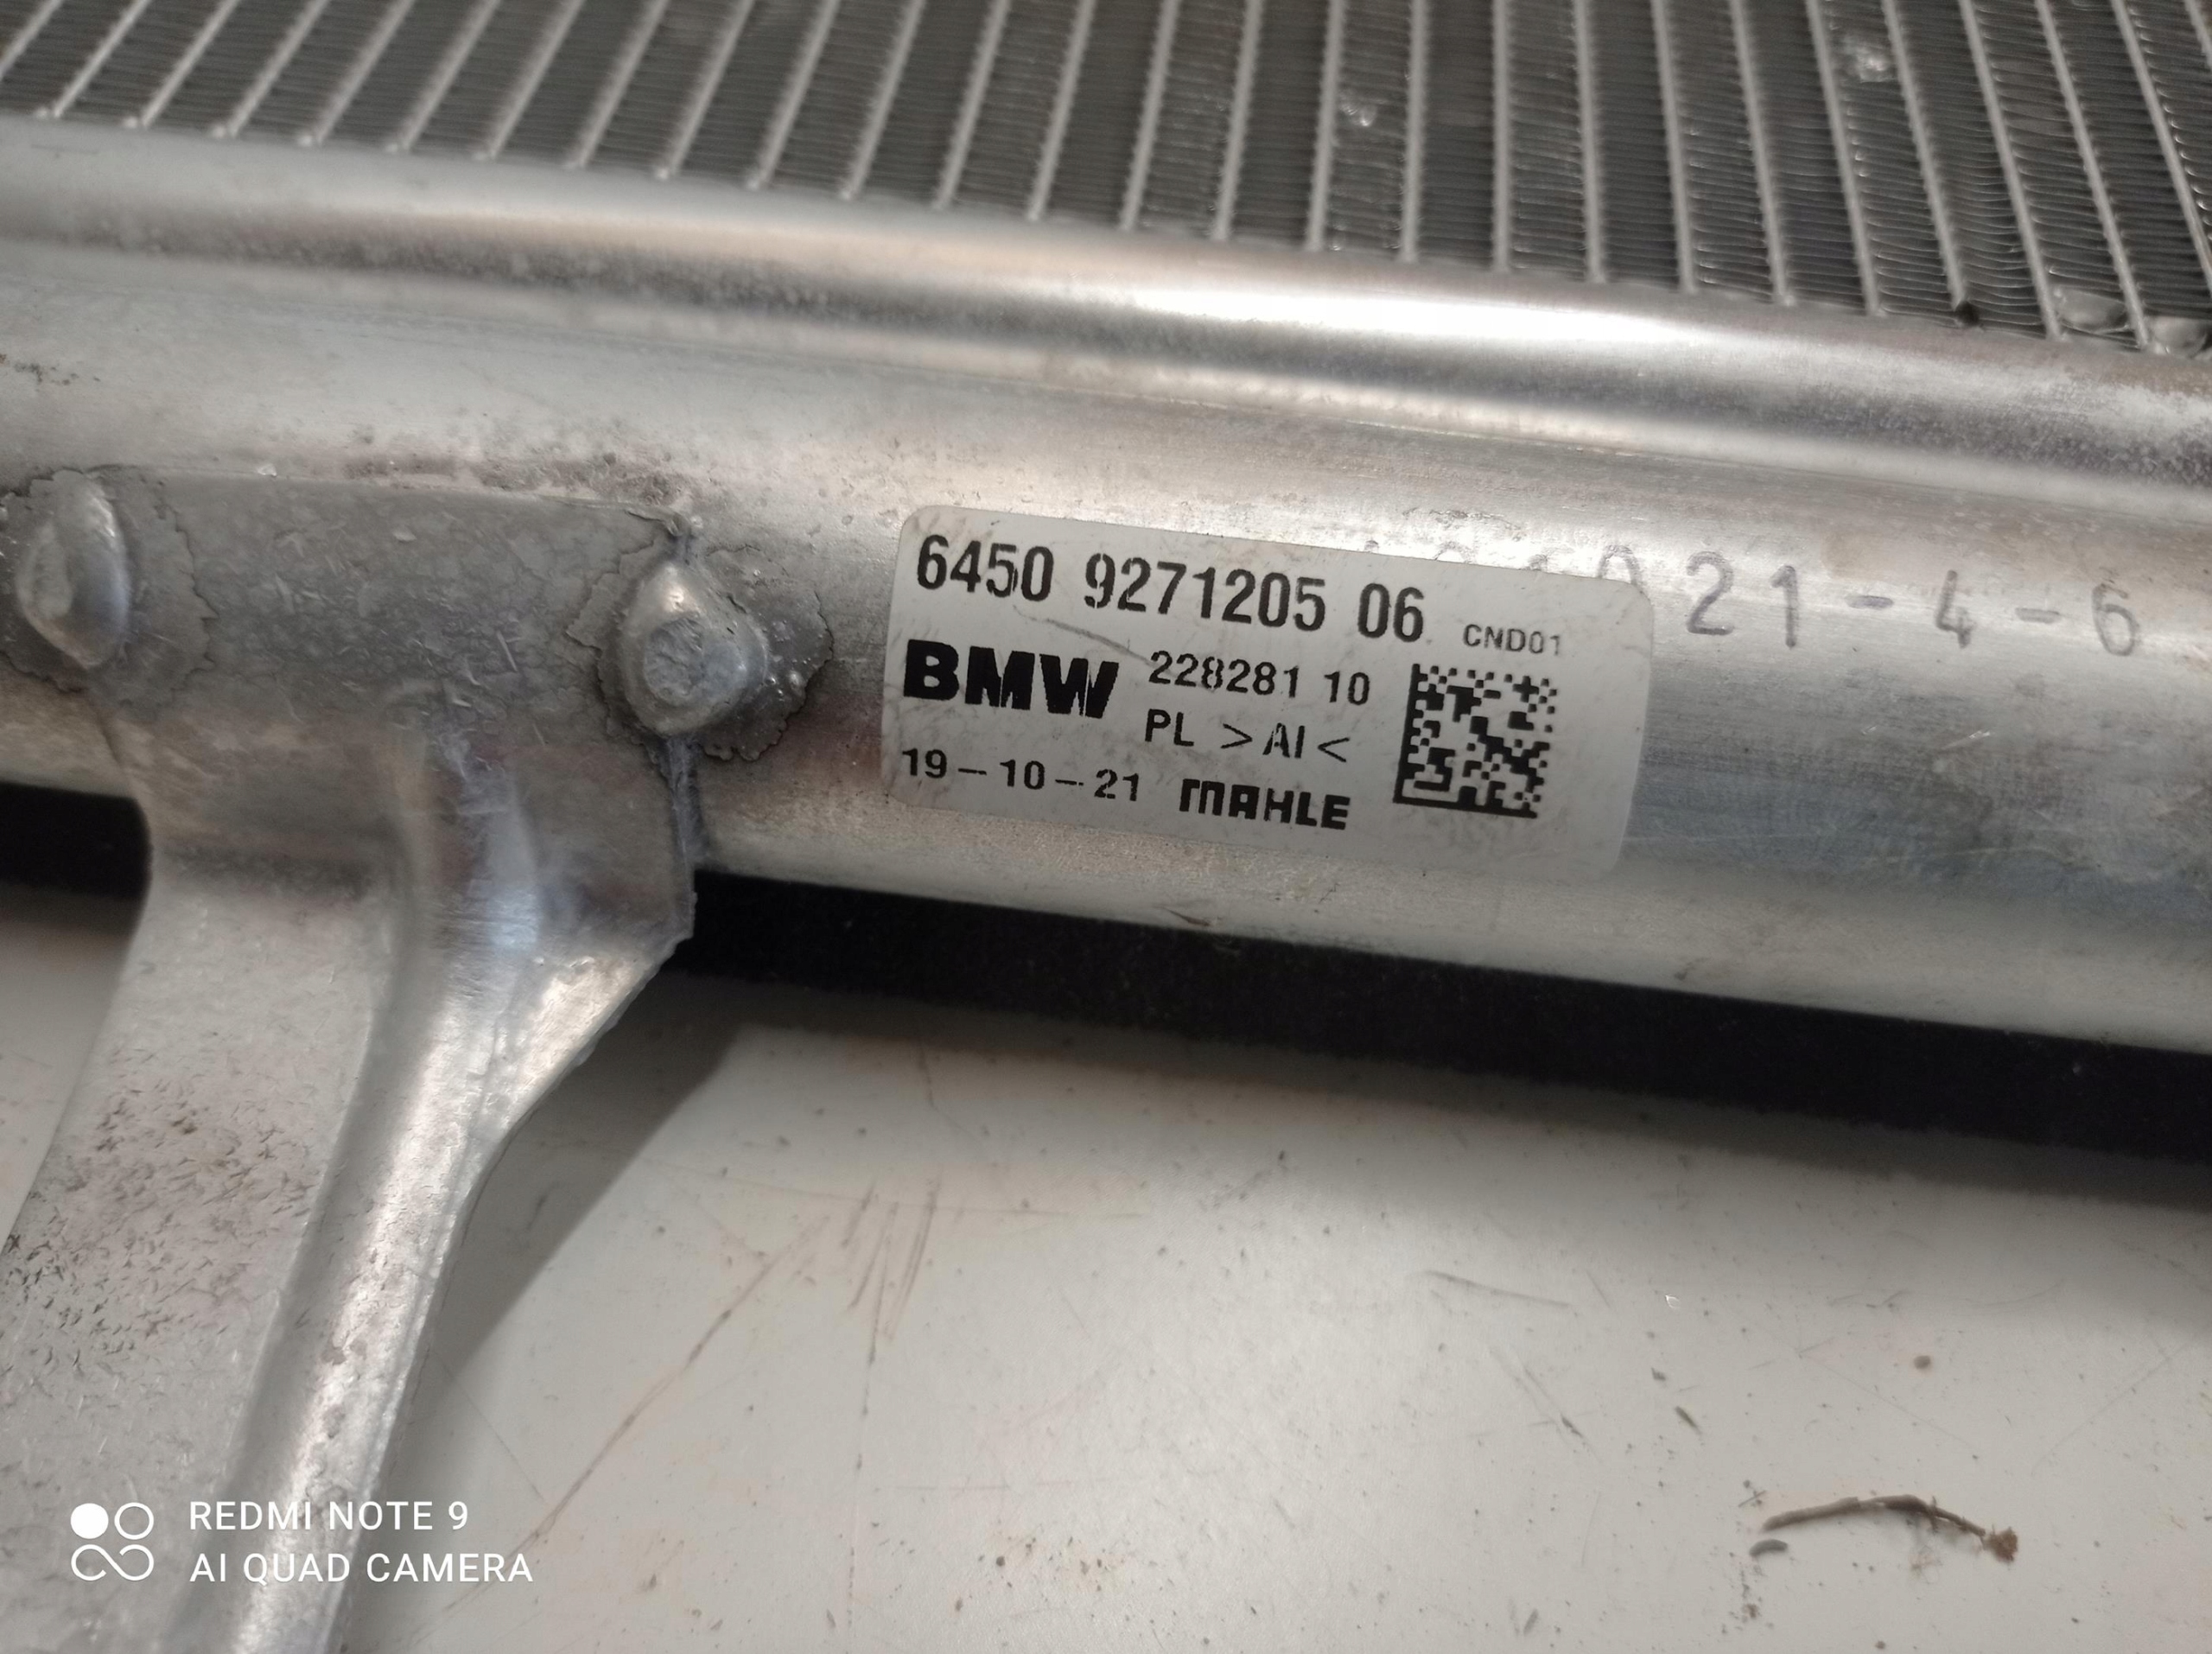 6450 9271205 06 CND01
BMW 228281 10
PL >Al<
19-10-21 MAHLE
21-4-6
REDMI NOTE 9
AI QUAD CAMERA